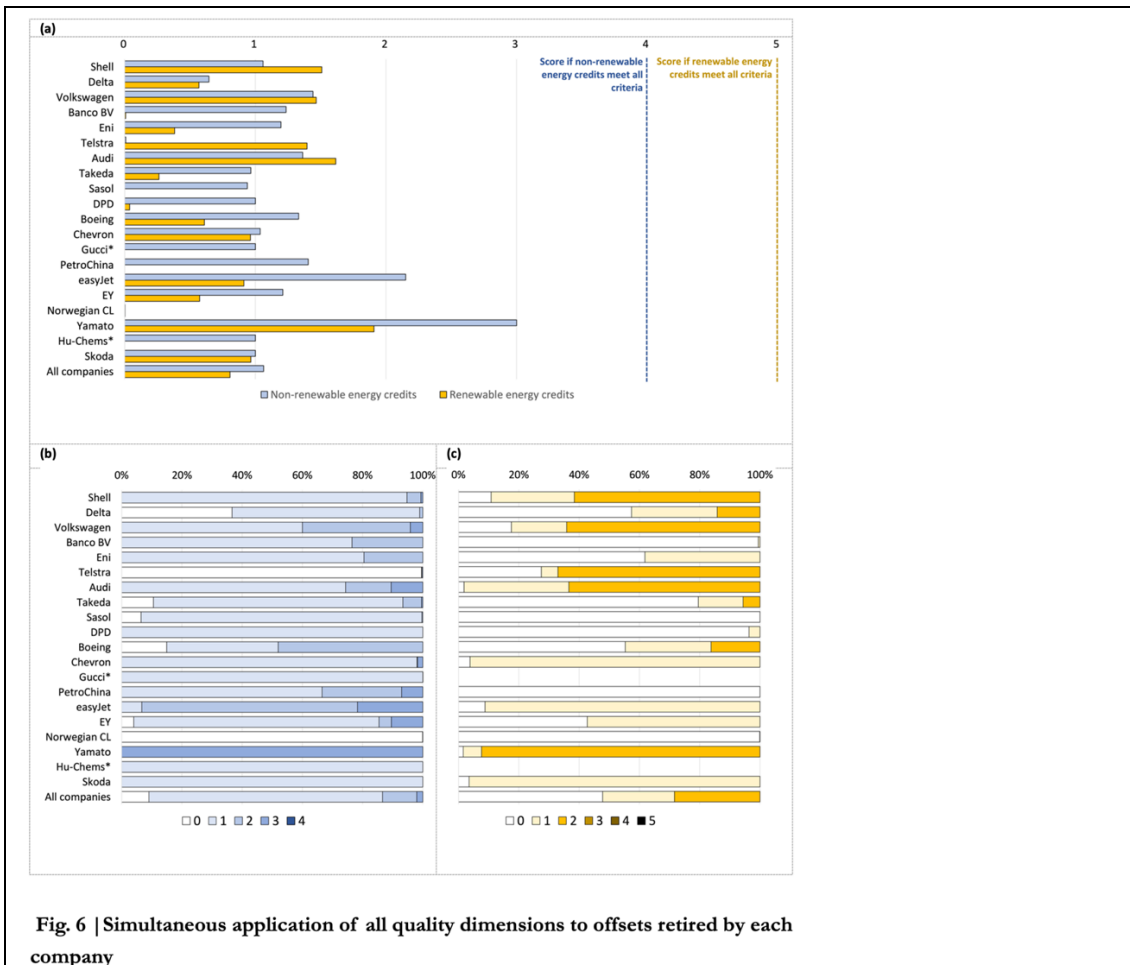 (a)
0 1 2 3 4 5
Score if non-renewable
energy credits meet all
criteria
Score if renewable energy
credits meet all criteria
Shell
Delta
Volkswagen
Banco BV
Eni
Telstra
Audi
Takeda
Sasol
DPD
Boeing
Chevron
Gucci*
PetroChina
easyJet
EY
Norwegian CL
Yamato
Hu-Chems*
Skoda
All companies
Non-renewable energy credits Renewable energy credits
(b)
0% 20% 40% 60% 80% 100%
Shell
Delta
Volkswagen
Banco BV
Eni
Telstra
Audi
Takeda
Sasol
DPD
Boeing
Chevron
Gucci*
PetroChina
easyJet
EY
Norwegian CL
Yamato
Hu-Chems*
Skoda
All companies
0 1 2 3 4
(c)
0% 20% 40% 60% 80% 100%
0 1 2 3 4 5
Fig. 6 | Simultaneous application of all quality dimensions to offsets retired by each
company